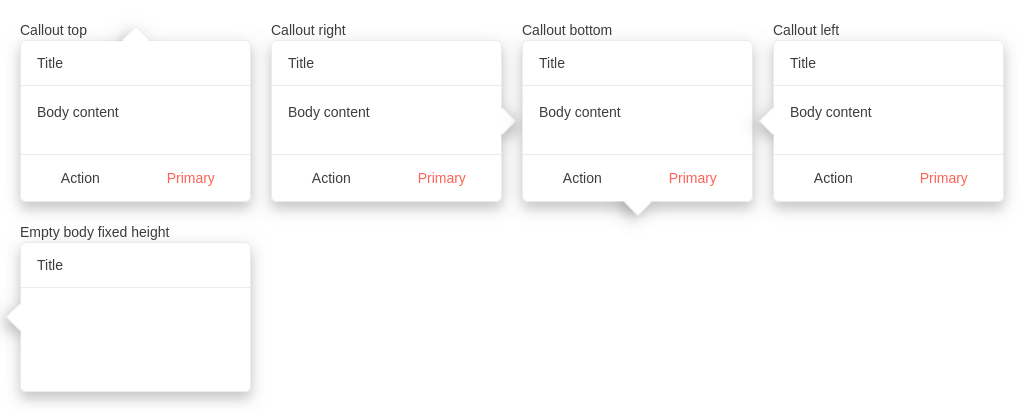 Callout top
Title
Body content
Action Primary
Callout right
Title
Body content
Action Primary
Callout bottom
Title
Body content
Action Primary
Callout left
Title
Body content
Action Primary
Empty body fixed height
Title